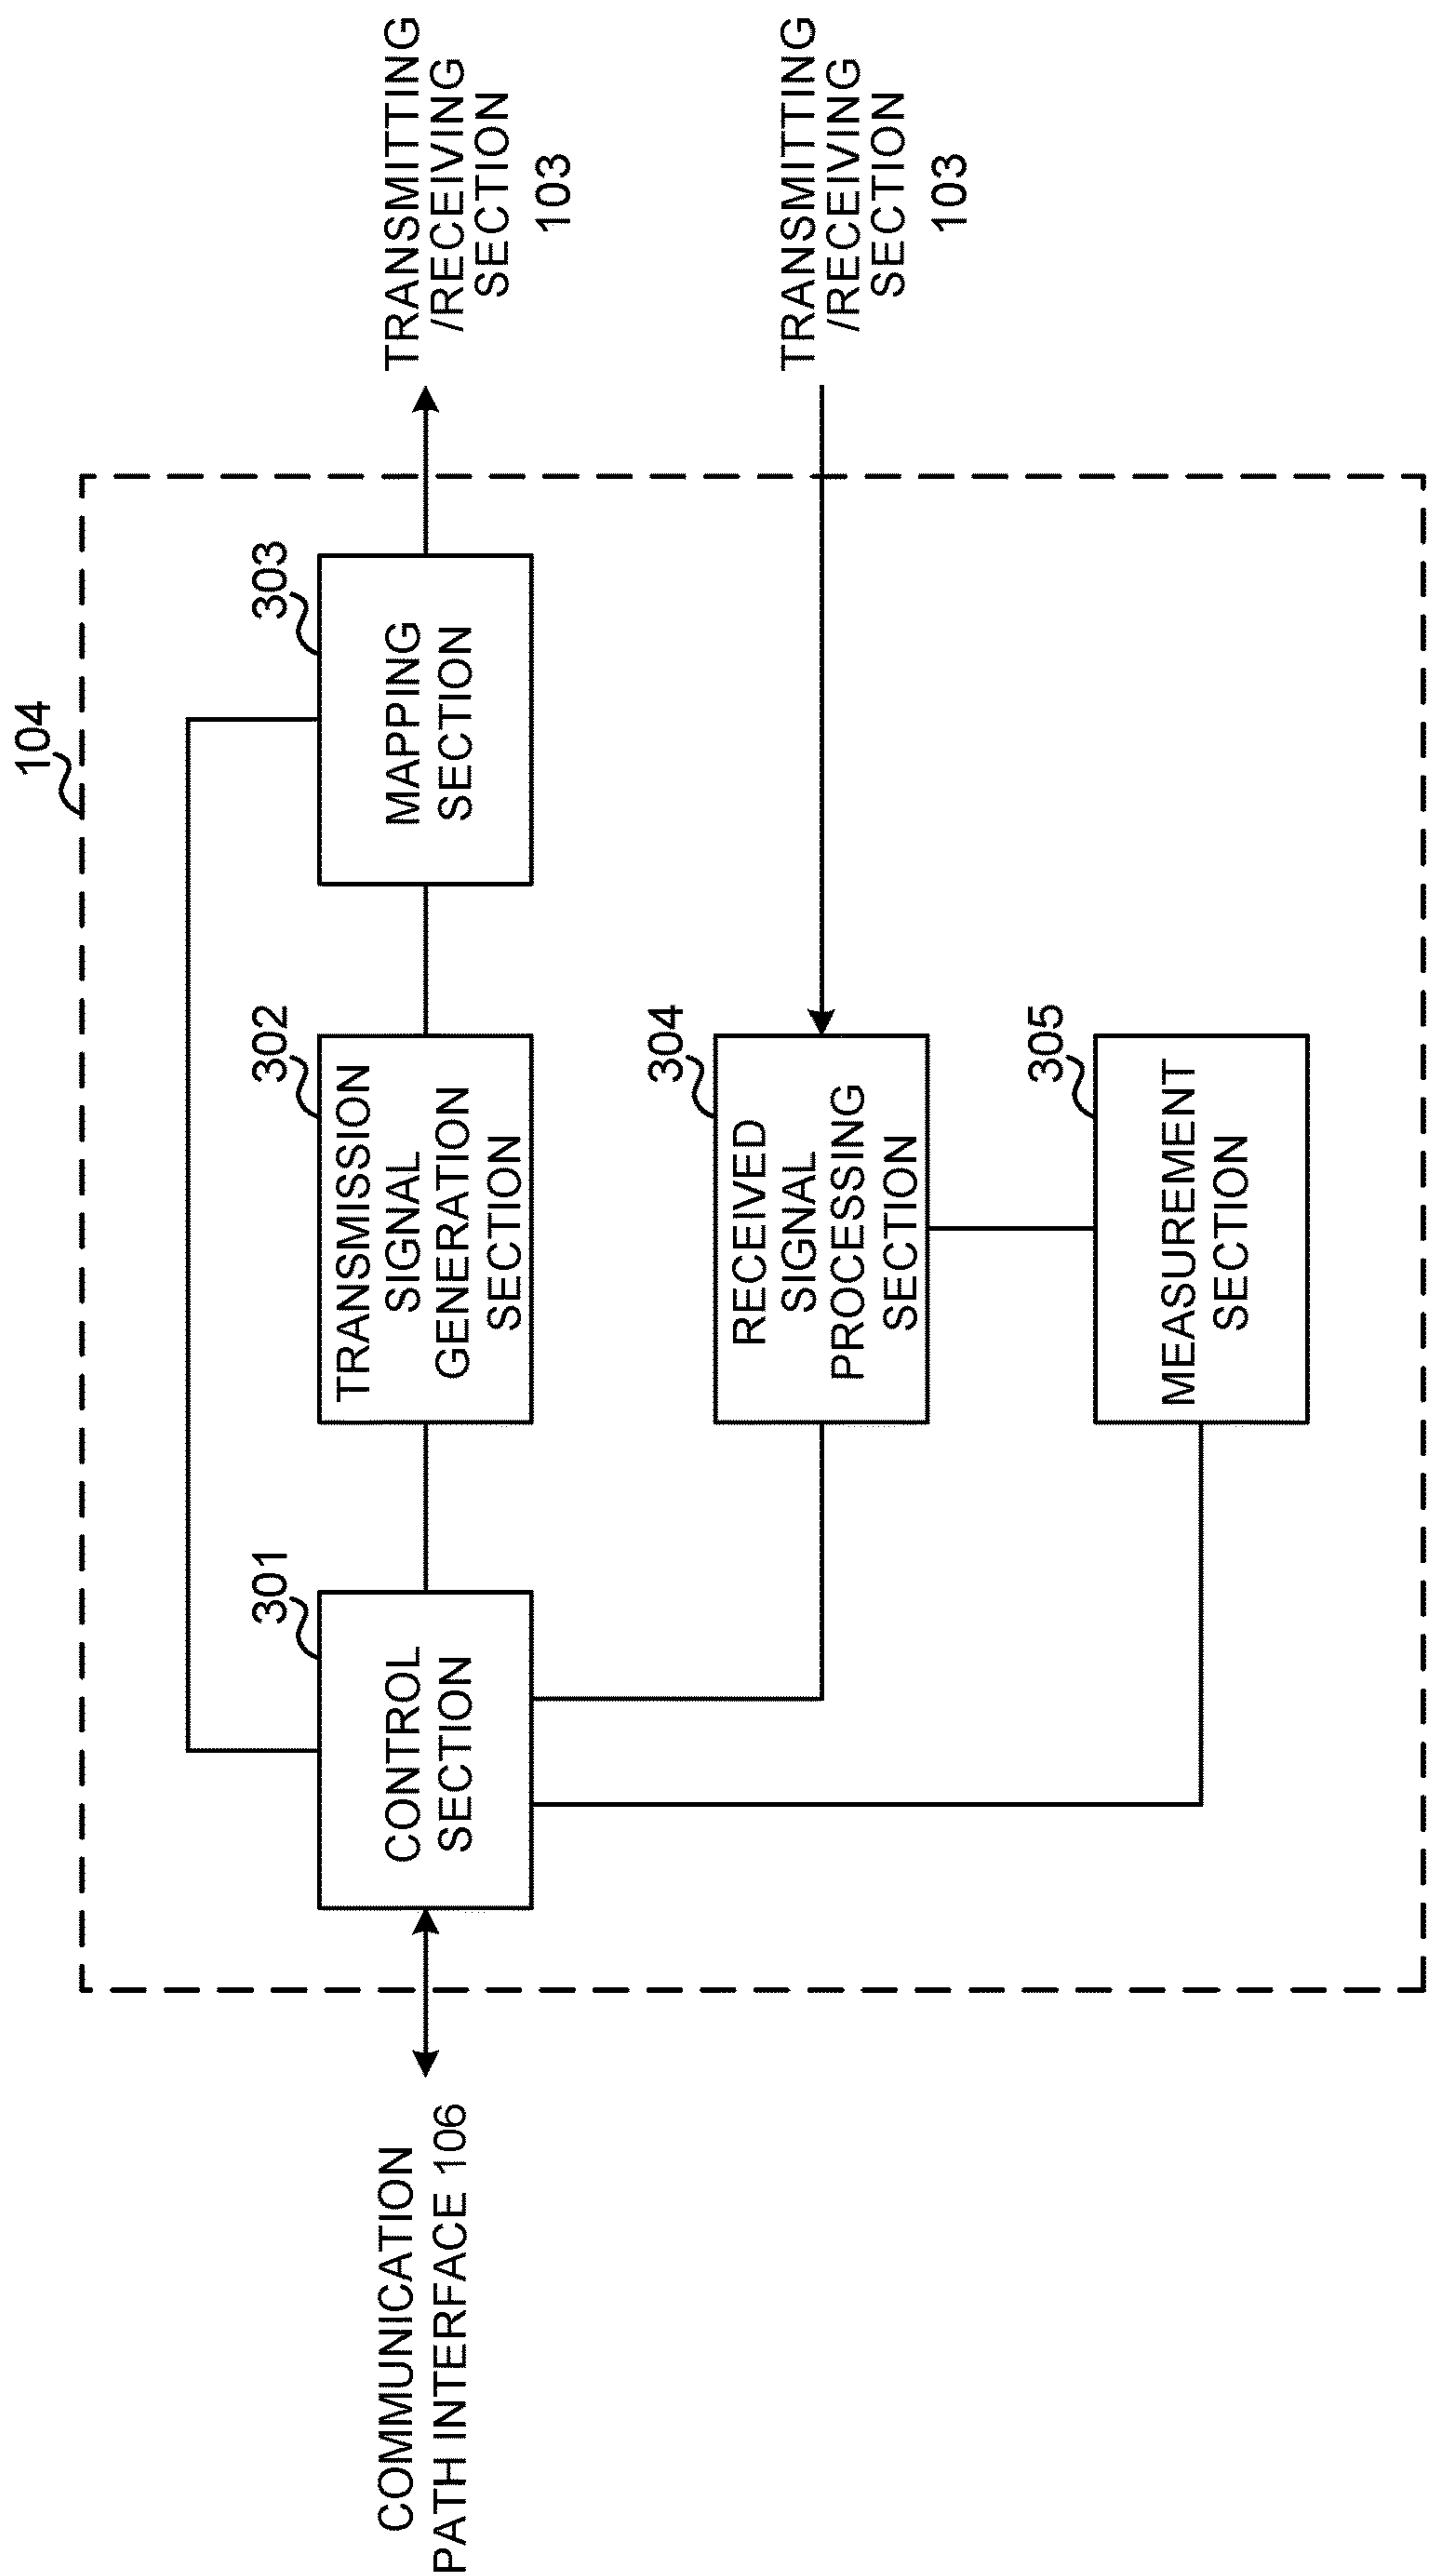 104
COMMUNICATION
PATH INTERFACE 106
301
CONTROL
SECTION
302
TRANSMISSION
SIGNAL
GENERATION
SECTION
303
MAPPING
SECTION
TRANSMITTING
/RECEIVING
SECTION
103
304
RECEIVED
SIGNAL
PROCESSING
SECTION
TRANSMITTING
/RECEIVING
SECTION
103
305
MEASUREMENT
SECTION